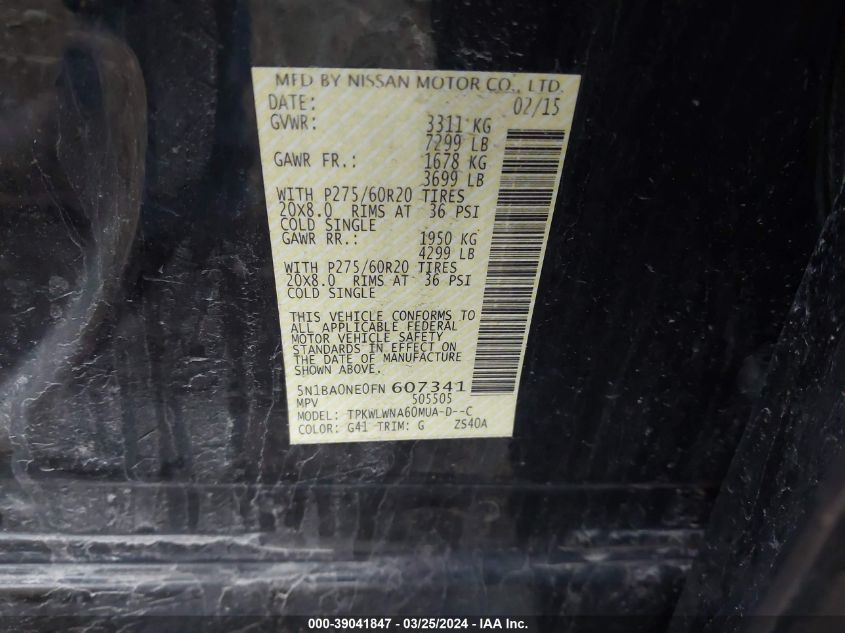 MFD BY NISSAN MOTOR CO., LTD.
DATE: 02/15
GVWR: 3311 KG
7299 LB
GAWR FR.: 1678 KG
3699 LB
WITH P275/60R20 TIRES
20X8.0 RIMS AT 36 PSI
COLD SINGLE
GAWR RR.: 1950 KG
4299 LB
WITH P275/60R20 TIRES
20X8.0 RIMS AT 36 PSI
COLD SINGLE
THIS VEHICLE CONFORMS TO
ALL APPLICABLE FEDERAL
MOTOR VEHICLE SAFETY
STANDARDS IN EFFECT ON
THE DATE OF MANUFACTURE
SHOWN ABOVE.
5N1BA0NE0FN 607341
MPV 505505
MODEL: TPKWLWNA60MUA-D--C
COLOR: G41 TRIM: G ZS40A
000-39041847 - 03/25/2024 - IAA Inc.